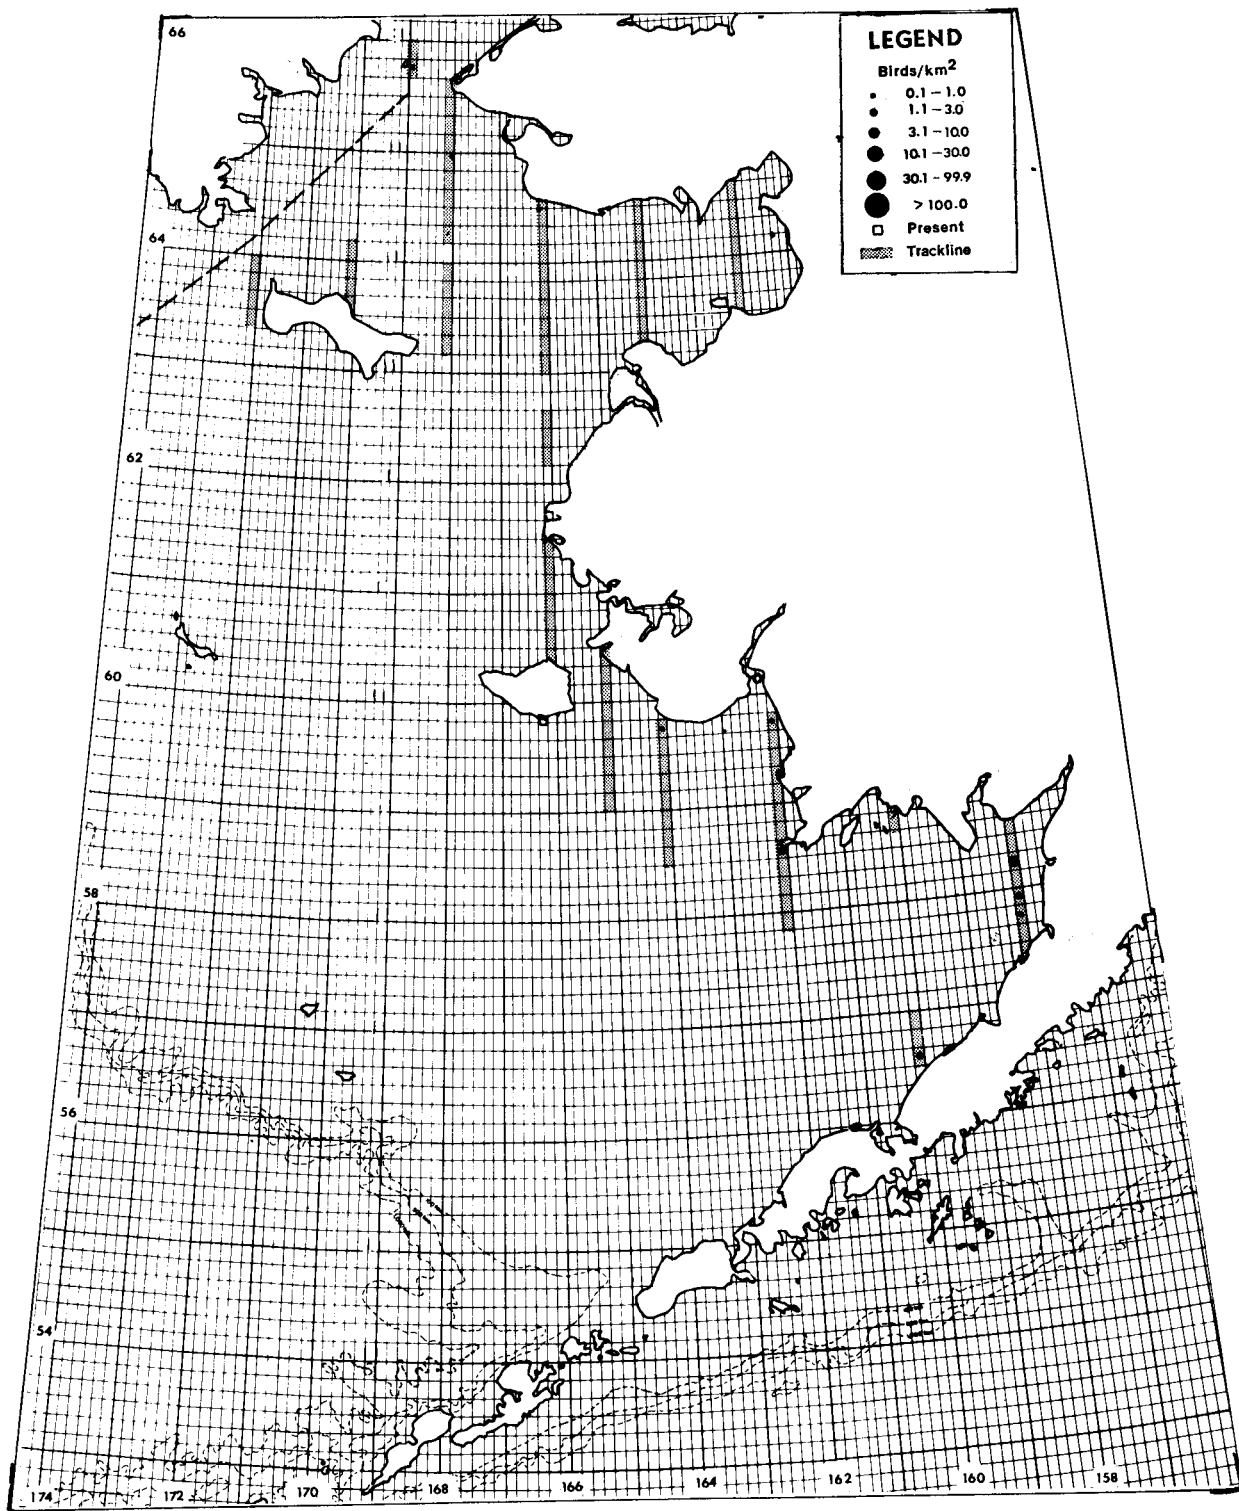 66
LEGEND
Birds/km2
0.1 – 1.0
1.1 – 3.0
3.1 – 10.0
10.1 – 30.0
30.1 – 99.9
> 100.0
Present
Trackline
64
62
60
58
56
54
174 172 170 168 166 164 162 160 158